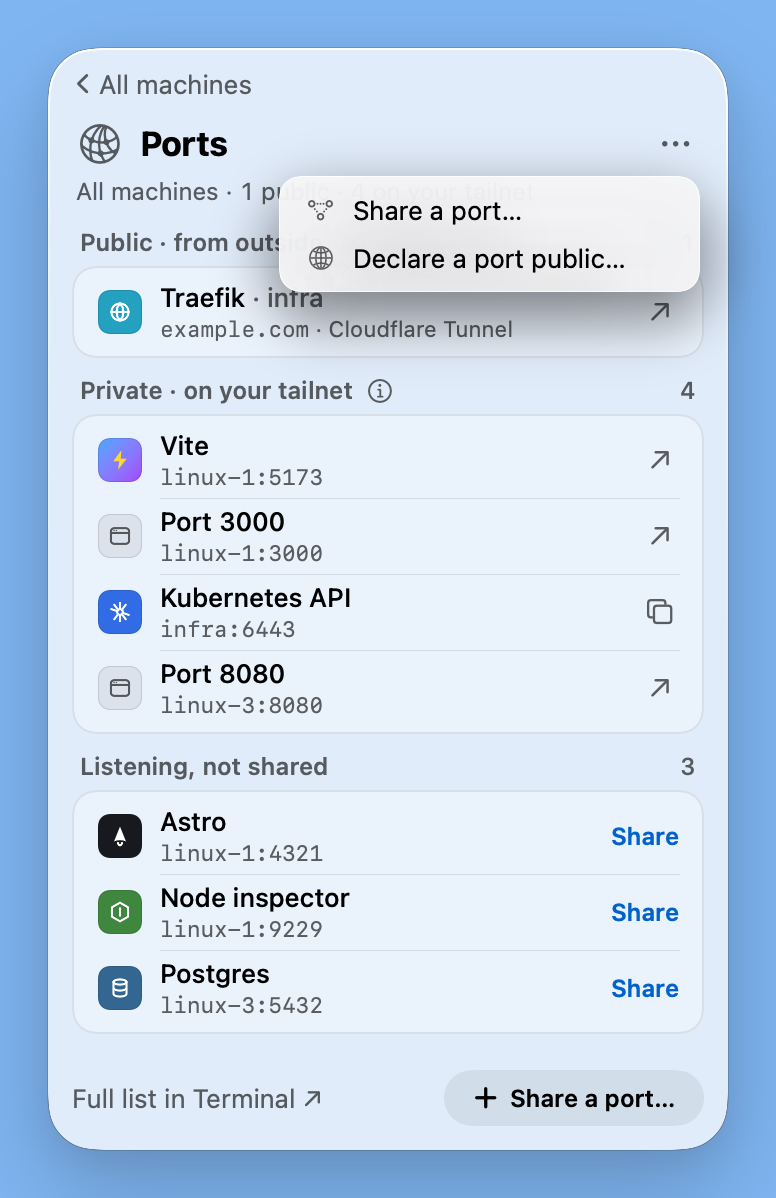 All machines
Ports
All machines · 1 public · 4 on your tailnet
Share a port...
Declare a port public...
Public · from outsi
1
Traefik · infra
example.com · Cloudflare Tunnel
Private · on your tailnet
4
Vite
linux-1:5173
Port 3000
linux-1:3000
Kubernetes API
infra:6443
Port 8080
linux-3:8080
Listening, not shared
3
Astro
linux-1:4321
Share
Node inspector
linux-1:9229
Share
Postgres
linux-3:5432
Share
Full list in Terminal
Share a port...